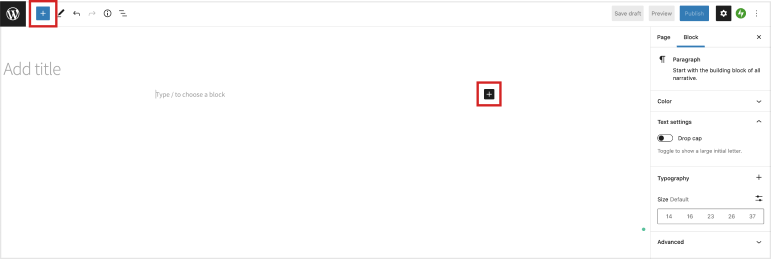 Save draft Preview Publish
Page Block
Add title
Type / to choose a block
Paragraph
Start with the building block of all
narrative.
Color
Text settings
Drop cap
Toggle to show a large initial letter.
Typography
Size Default
14 16 23 26 37
Advanced